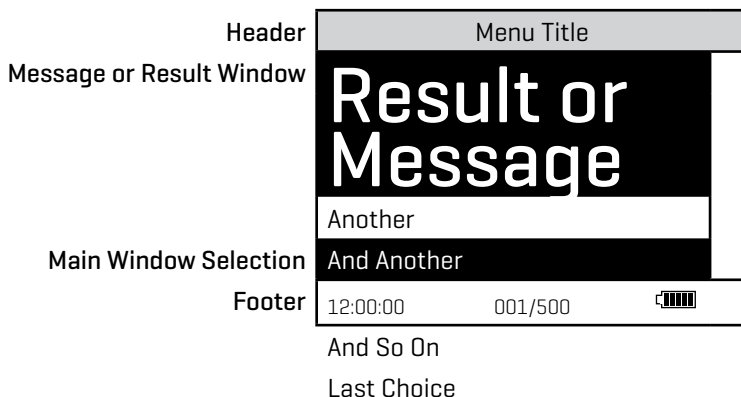 Header
Menu Title
Message or Result Window
Result or
Message
Another
Main Window Selection
And Another
Footer
12:00:00 001/500
And So On
Last Choice